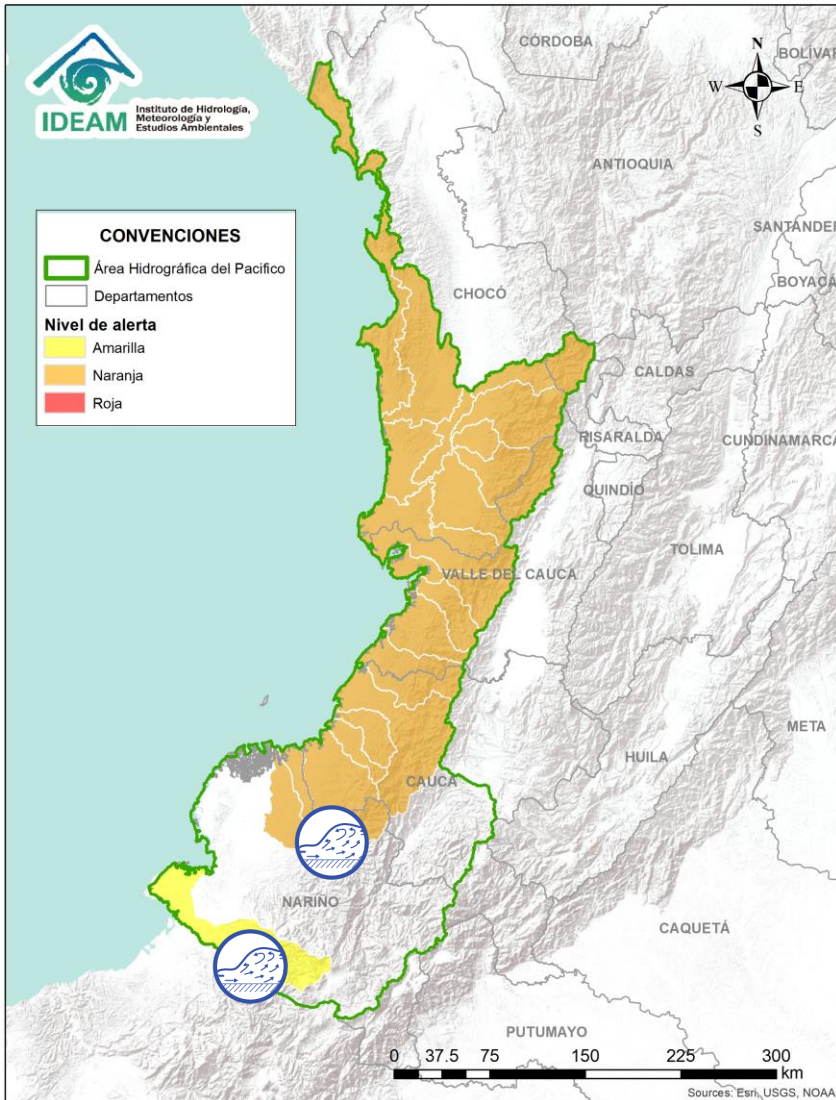 IDEAM
Instituto de Hidrología,
Meteorología y
Estudios Ambientales
CÓRDOBA
BOLÍVAR
N
W E
S
ANTIOQUIA
CONVENCIONES
Área Hidrográfica del Pacifico
Departamentos
Nivel de alerta
Amarilla
Naranja
Roja
SANTANDER
BOYACÁ
CHOCÓ
CALDAS
RISARALDA
CUNDINAMARCA
QUINDÍO
TOLIMA
VALLE DEL CAUCA
META
HUILA
CAUCA
NARIÑO
CAQUETÁ
PUTUMAYO
0 37.5 75 150 225 300
km
Sources: Esri, USGS, NOAA